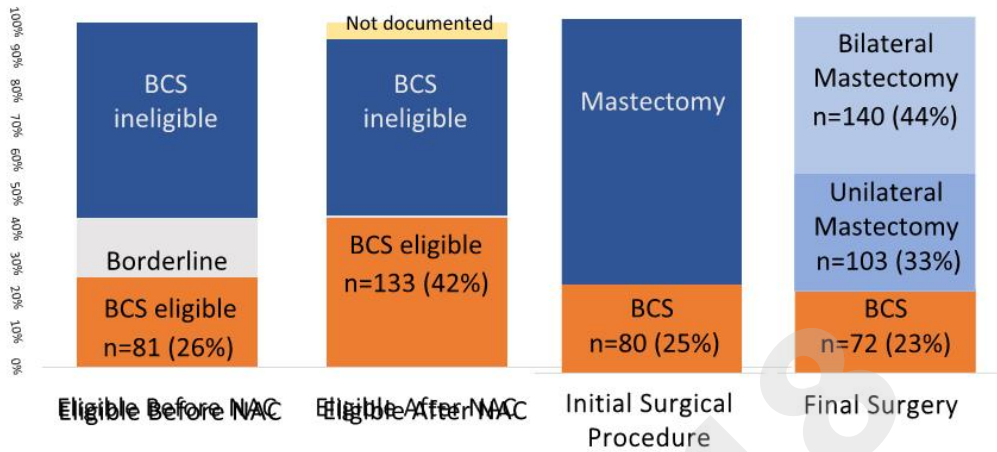 100%
90%
80%
70%
60%
50%
40%
30%
20%
10%
0%
BCS
ineligible
Borderline
BCS eligible
n=81 (26%)
Eligible Before NAC
Not documented
BCS
ineligible
BCS eligible
n=133 (42%)
Eligible After NAC
Mastectomy
BCS
n=80 (25%)
Initial Surgical
Procedure
Bilateral
Mastectomy
n=140 (44%)
Unilateral
Mastectomy
n=103 (33%)
BCS
n=72 (23%)
Final Surgery